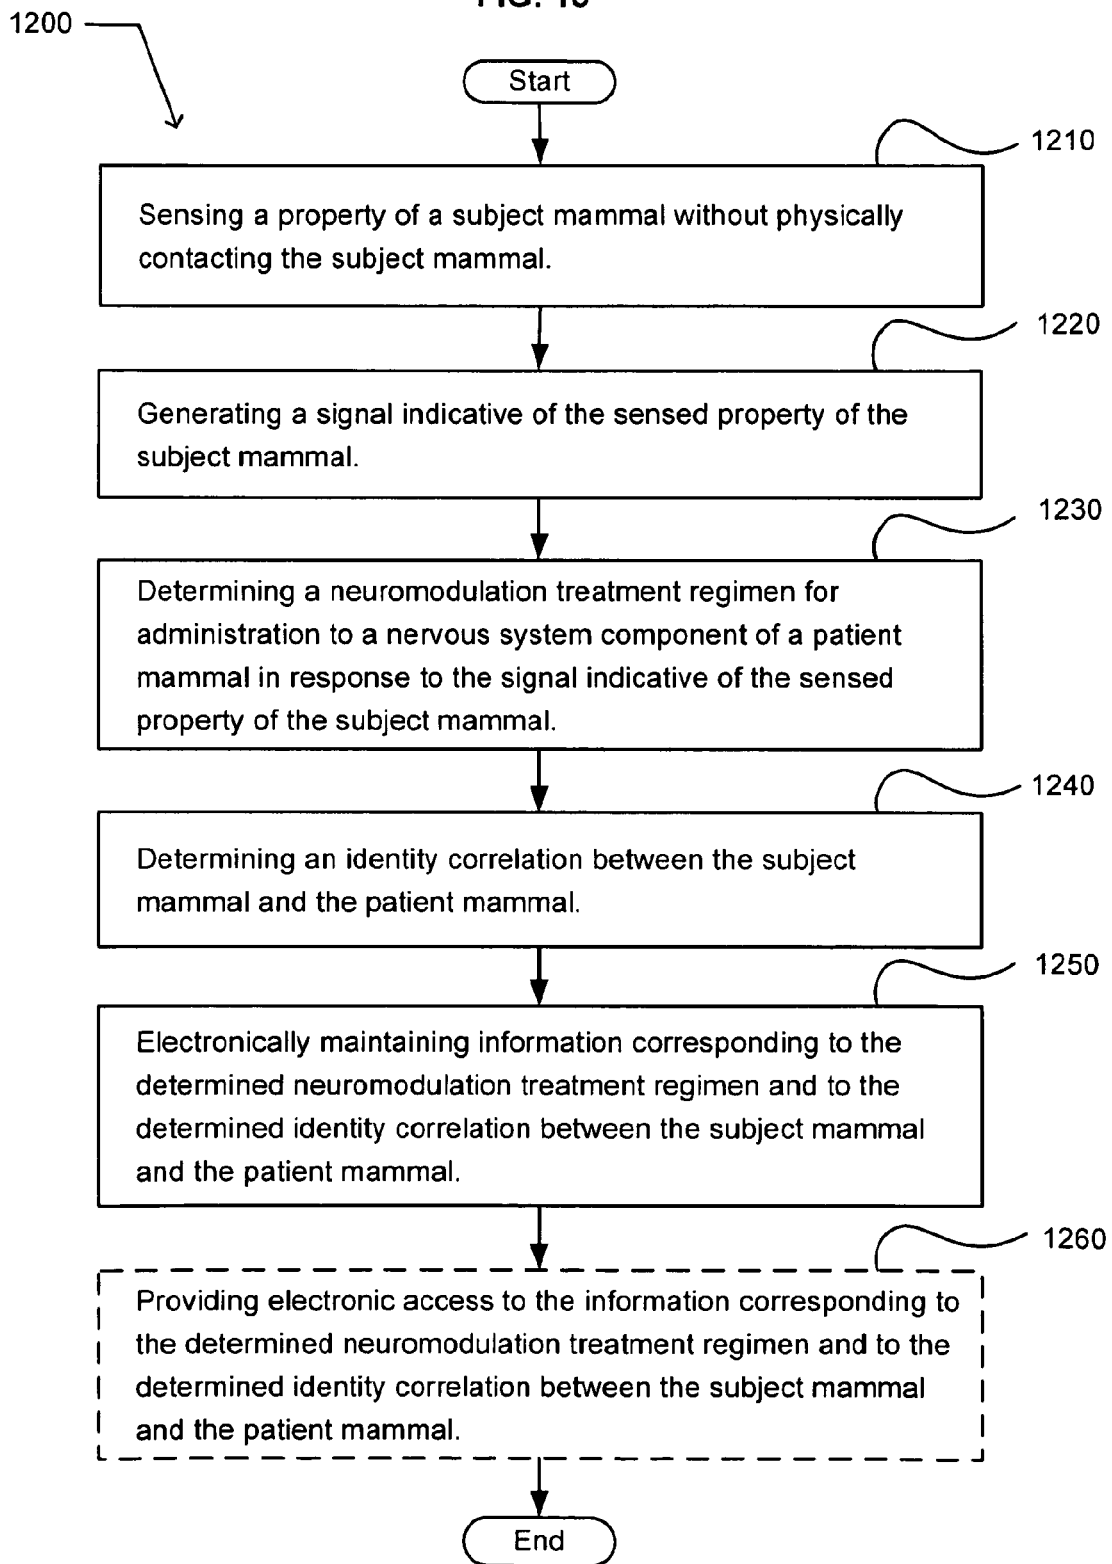 1200
Start
1210
Sensing a property of a subject mammal without physically
contacting the subject mammal.
1220
Generating a signal indicative of the sensed property of the
subject mammal.
1230
Determining a neuromodulation treatment regimen for
administration to a nervous system component of a patient
mammal in response to the signal indicative of the sensed
property of the subject mammal.
1240
Determining an identity correlation between the subject
mammal and the patient mammal.
1250
Electronically maintaining information corresponding to the
determined neuromodulation treatment regimen and to the
determined identity correlation between the subject mammal
and the patient mammal.
1260
Providing electronic access to the information corresponding to
the determined neuromodulation treatment regimen and to the
determined identity correlation between the subject mammal
and the patient mammal.
End